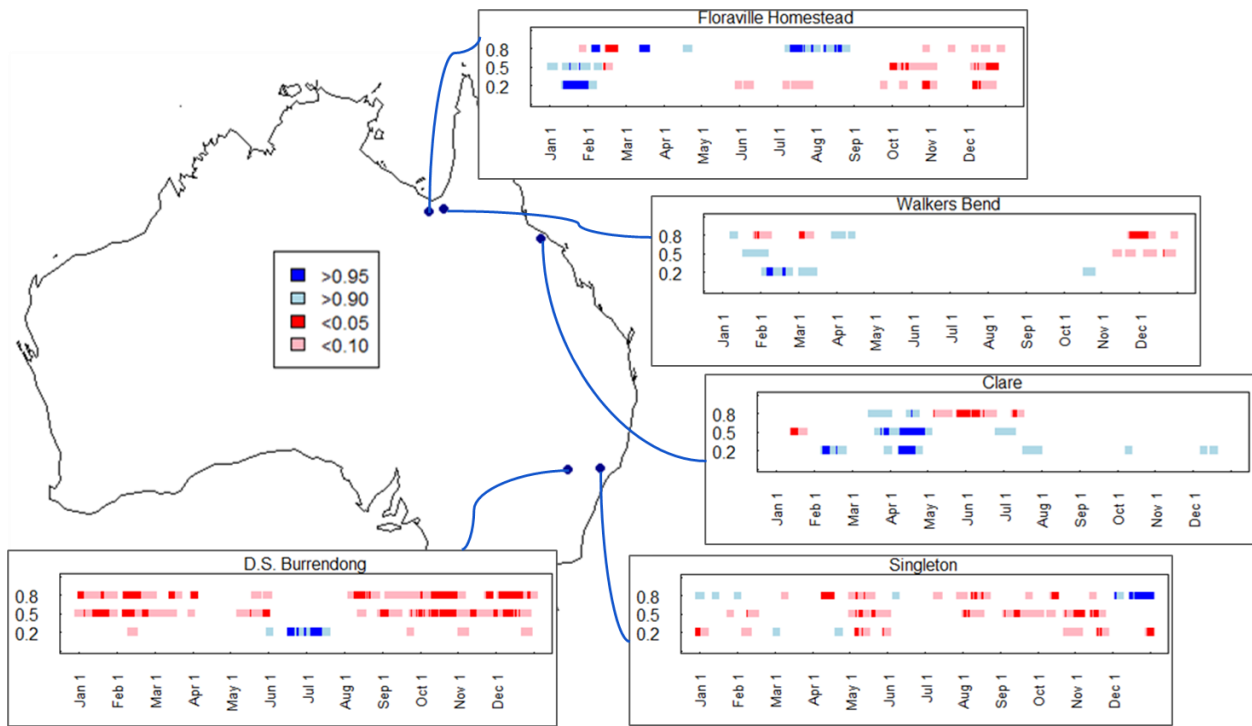 Floraville Homestead
0.8
0.5
0.2
Jan 1 Feb 1 Mar 1 Apr 1 May 1 Jun 1 Jul 1 Aug 1 Sep 1 Oct 1 Nov 1 Dec 1
Walkers Bend
0.8
0.5
0.2
Jan 1 Feb 1 Mar 1 Apr 1 May 1 Jun 1 Jul 1 Aug 1 Sep 1 Oct 1 Nov 1 Dec 1
>0.95
>0.90
<0.05
<0.10
Clare
0.8
0.5
0.2
Jan 1 Feb 1 Mar 1 Apr 1 May 1 Jun 1 Jul 1 Aug 1 Sep 1 Oct 1 Nov 1 Dec 1
D.S. Burrendong
0.8
0.5
0.2
Jan 1 Feb 1 Mar 1 Apr 1 May 1 Jun 1 Jul 1 Aug 1 Sep 1 Oct 1 Nov 1 Dec 1
Singleton
0.8
0.5
0.2
Jan 1 Feb 1 Mar 1 Apr 1 May 1 Jun 1 Jul 1 Aug 1 Sep 1 Oct 1 Nov 1 Dec 1